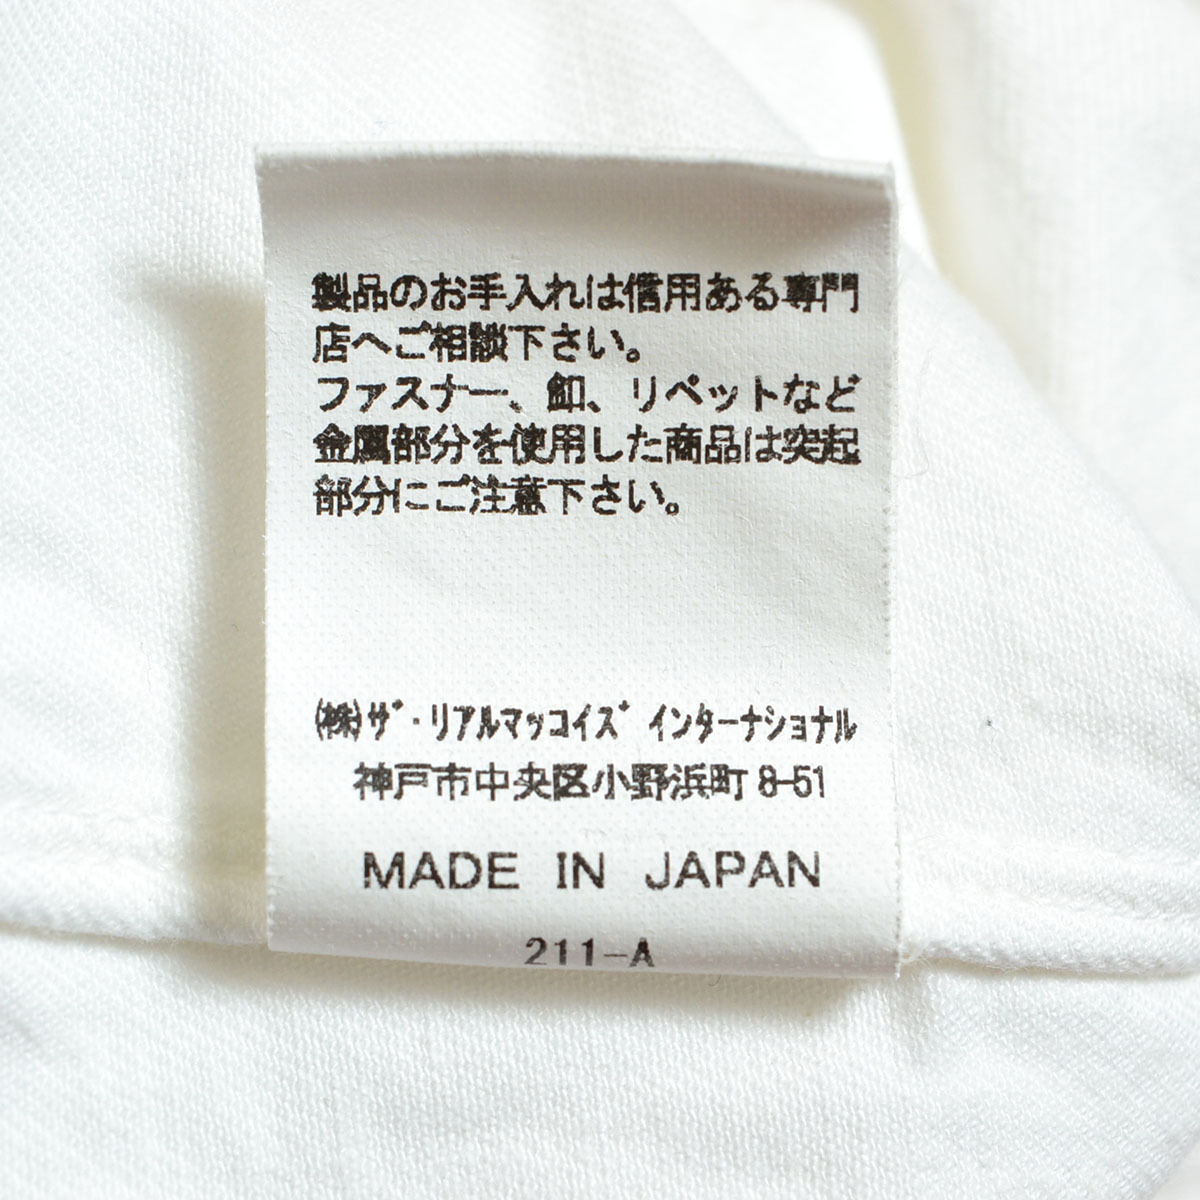 製品のお手入れは信用ある専門
店へご相談下さい。
ファスナー、釦、リペットなど
金属部分を使用した商品は突起
部分にご注意下さい。
㈱ｻﾞ･ﾘｱﾙﾏｯｺｲｽﾞ ｲﾝﾀｰﾅｼｮﾅﾙ
神戸市中央区小野浜町 8-51
MADE IN JAPAN
211-A